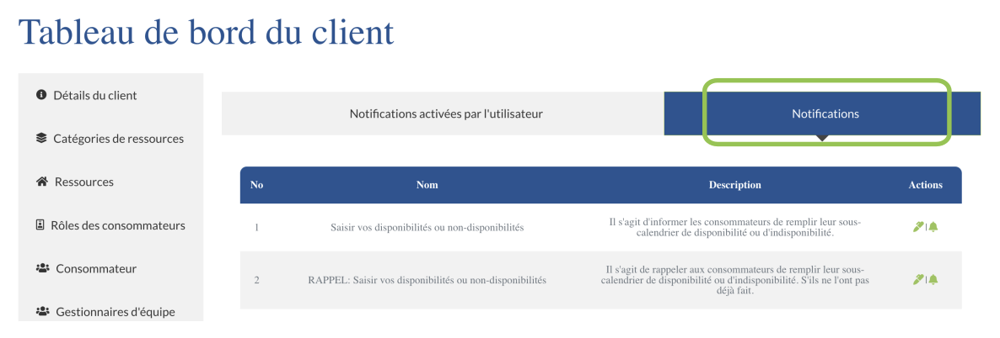 Tableau de bord du client
Détails du client
Catégories de ressources
Ressources
Rôles des consommateurs
Consommateur
Gestionnaires d'équipe
Notifications activées par l'utilisateur
Notifications
No Nom Description Actions
1 Saisir vos disponibilités ou non-disponibilités
Il s'agit d'informer les consommateurs de remplir leur sous-
calendrier de disponibilité ou d'indisponibilité.
2 RAPPEL: Saisir vos disponibilités ou non-disponibilités
Il s'agit de rappeler aux consommateurs de remplir leur sous-
calendrier de disponibilité ou d'indisponibilité. S'ils ne l'ont pas
déjà fait.